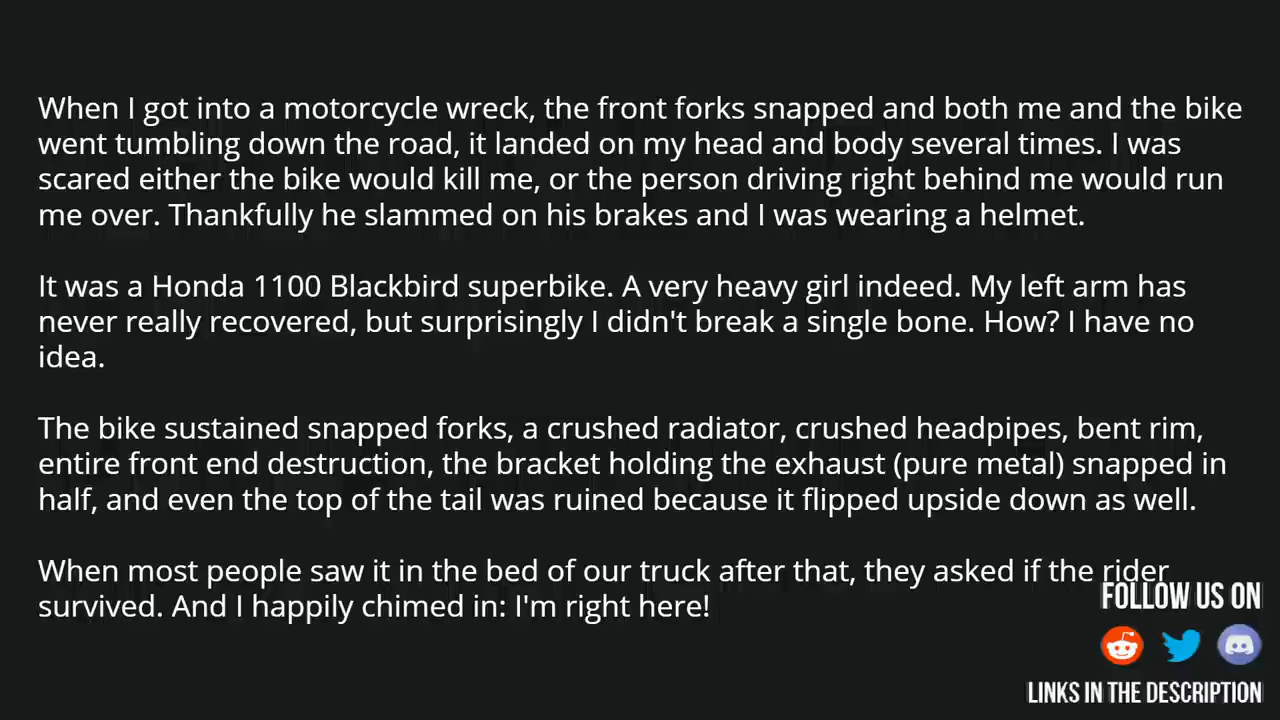 When I got into a motorcycle wreck, the front forks snapped and both me and the bike
went tumbling down the road, it landed on my head and body several times. I was
scared either the bike would kill me, or the person driving right behind me would run
me over. Thankfully he slammed on his brakes and I was wearing a helmet.
It was a Honda 1100 Blackbird superbike. A very heavy girl indeed. My left arm has
never really recovered, but surprisingly I didn't break a single bone. How? I have no
idea.
The bike sustained snapped forks, a crushed radiator, crushed headpipes, bent rim,
entire front end destruction, the bracket holding the exhaust (pure metal) snapped in
half, and even the top of the tail was ruined because it flipped upside down as well.
When most people saw it in the bed of our truck after that, they asked if the rider
survived. And I happily chimed in: I'm right here!
FOLLOW US ON
LINKS IN THE DESCRIPTION